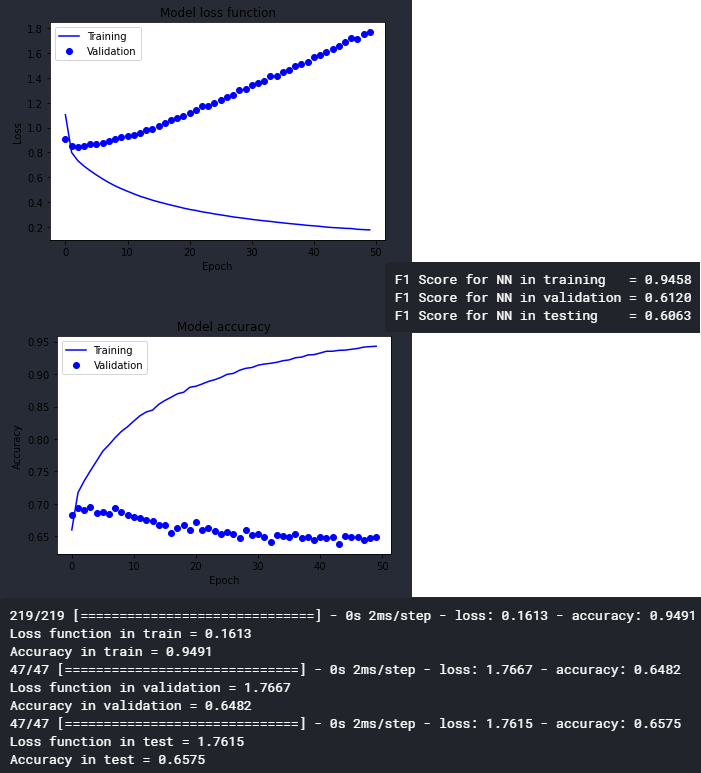 Model loss function
Training
Validation
1.8
1.6
1.4
1.2
1.0
0.8
0.6
0.4
0.2
Loss
0 10 20 30 40 50
Epoch
F1 Score for NN in training = 0.9458
F1 Score for NN in validation = 0.6120
F1 Score for NN in testing = 0.6063
Model accuracy
Training
Validation
0.95
0.90
0.85
0.80
0.75
0.70
0.65
Accuracy
0 10 20 30 40 50
Epoch
219/219 [==============================] - 0s 2ms/step - loss: 0.1613 - accuracy: 0.9491
Loss function in train = 0.1613
Accuracy in train = 0.9491
47/47 [==============================] - 0s 2ms/step - loss: 1.7667 - accuracy: 0.6482
Loss function in validation = 1.7667
Accuracy in validation = 0.6482
47/47 [==============================] - 0s 2ms/step - loss: 1.7615 - accuracy: 0.6575
Loss function in test = 1.7615
Accuracy in test = 0.6575